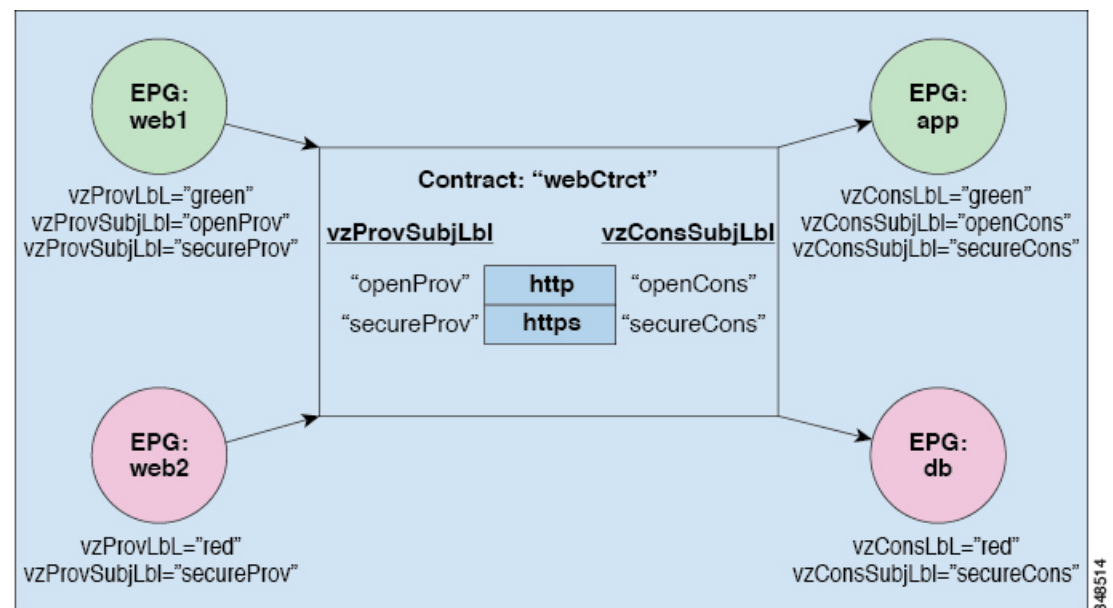 EPG:
web1
vzProvLbL="green"
vzProvSubjLbl="openProv"
vzProvSubjLbl="secureProv"
EPG:
app
vzConsLbL="green"
vzConsSubjLbl="openCons"
vzConsSubjLbl="secureCons"
Contract: “webCtrct”
vzProvSubjLbl
vzConsSubjLbl
“openProv” http “openCons”
“secureProv” https “secureCons”
EPG:
web2
vzProvLbL="red"
vzProvSubjLbl="secureProv"
EPG:
db
vzConsLbL="red"
vzConsSubjLbl="secureCons"
348514